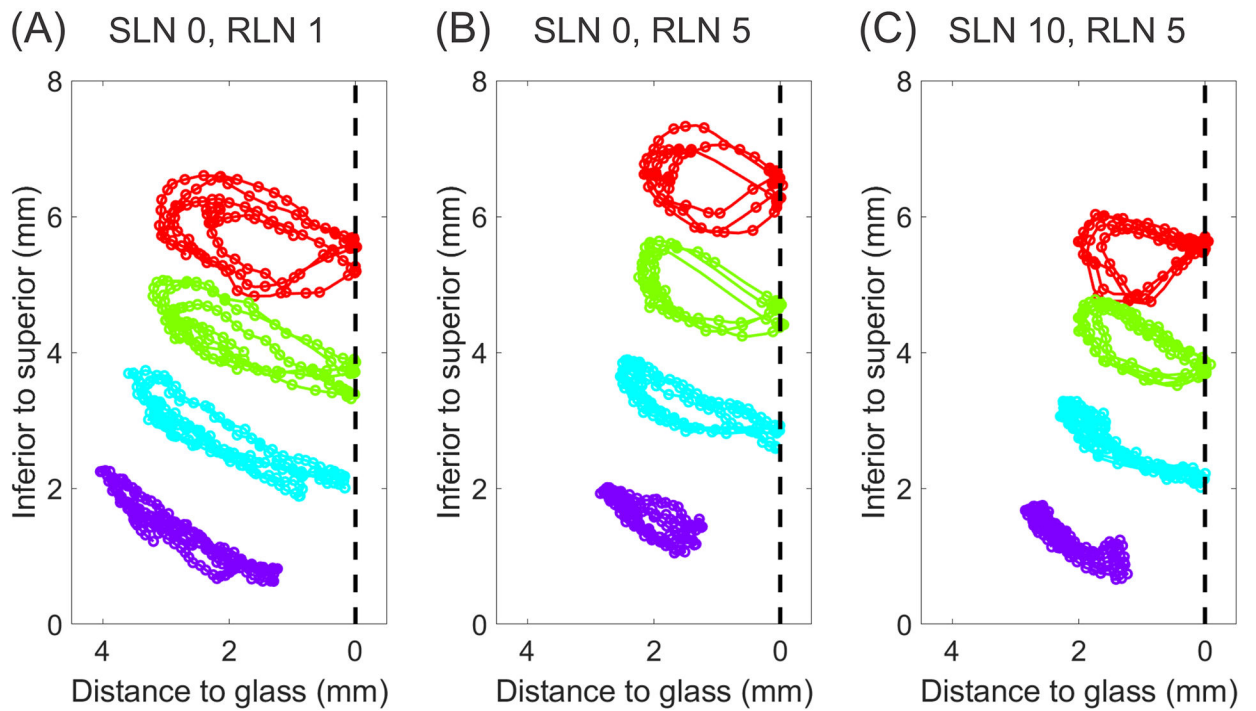 (A) SLN 0, RLN 1
8
6
4
2
0
4 2 0
Inferior to superior (mm)
Distance to glass (mm)
(B) SLN 0, RLN 5
8
6
4
2
0
4 2 0
Inferior to superior (mm)
Distance to glass (mm)
(C) SLN 10, RLN 5
8
6
4
2
0
4 2 0
Inferior to superior (mm)
Distance to glass (mm)